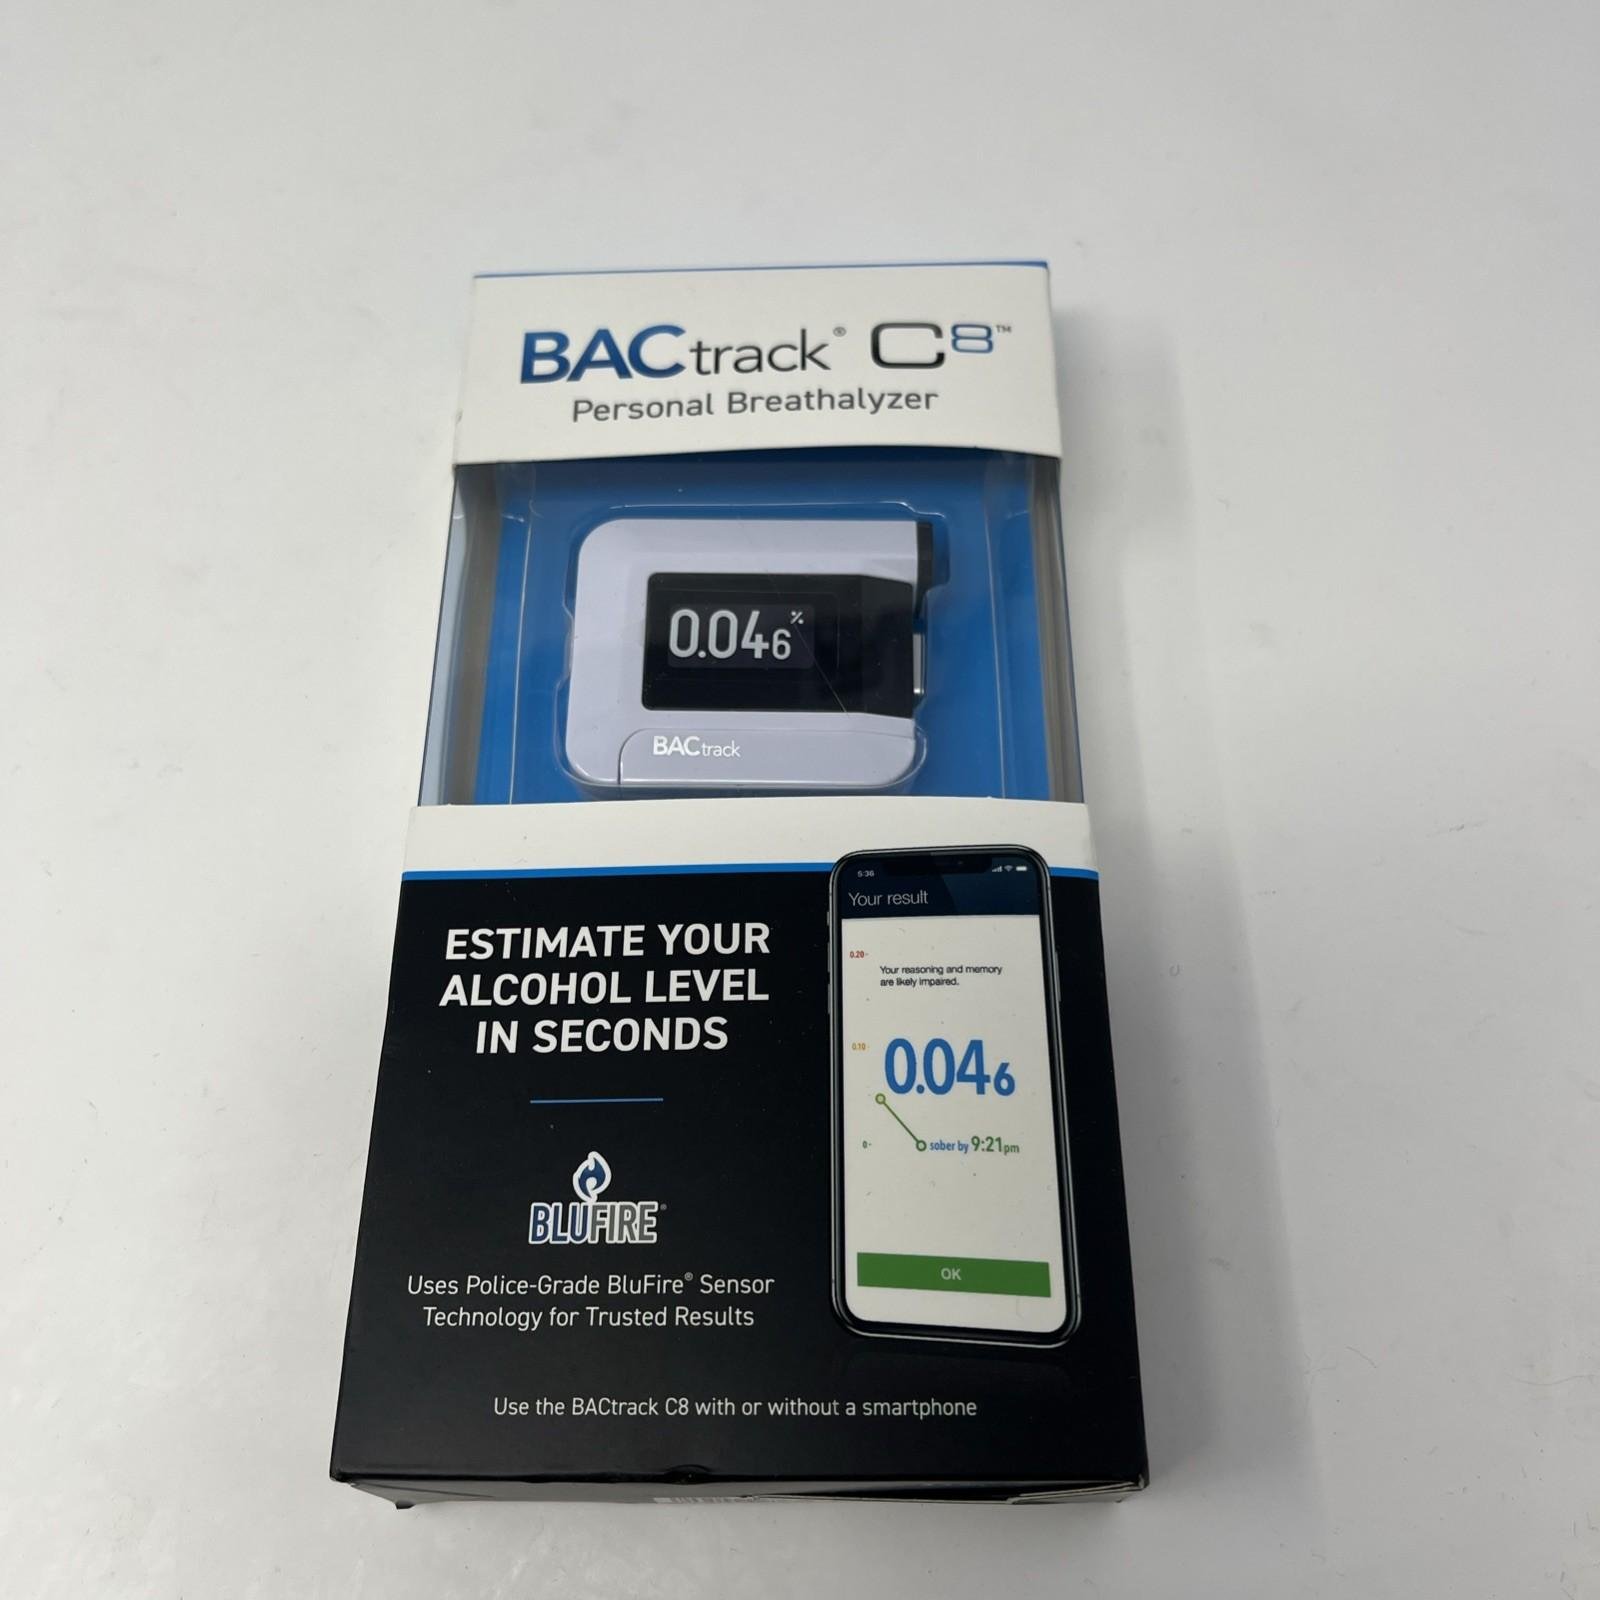 BACtrack® C8™
Personal Breathalyzer
0.046%
BACtrack
5:36
Your result
0.20
Your reasoning and memory
are likely impaired.
0.10
0.046
0
sober by 9:21pm
OK
ESTIMATE YOUR
ALCOHOL LEVEL
IN SECONDS
BLUFIRE®
Uses Police-Grade BluFire® Sensor
Technology for Trusted Results
Use the BACtrack C8 with or without a smartphone